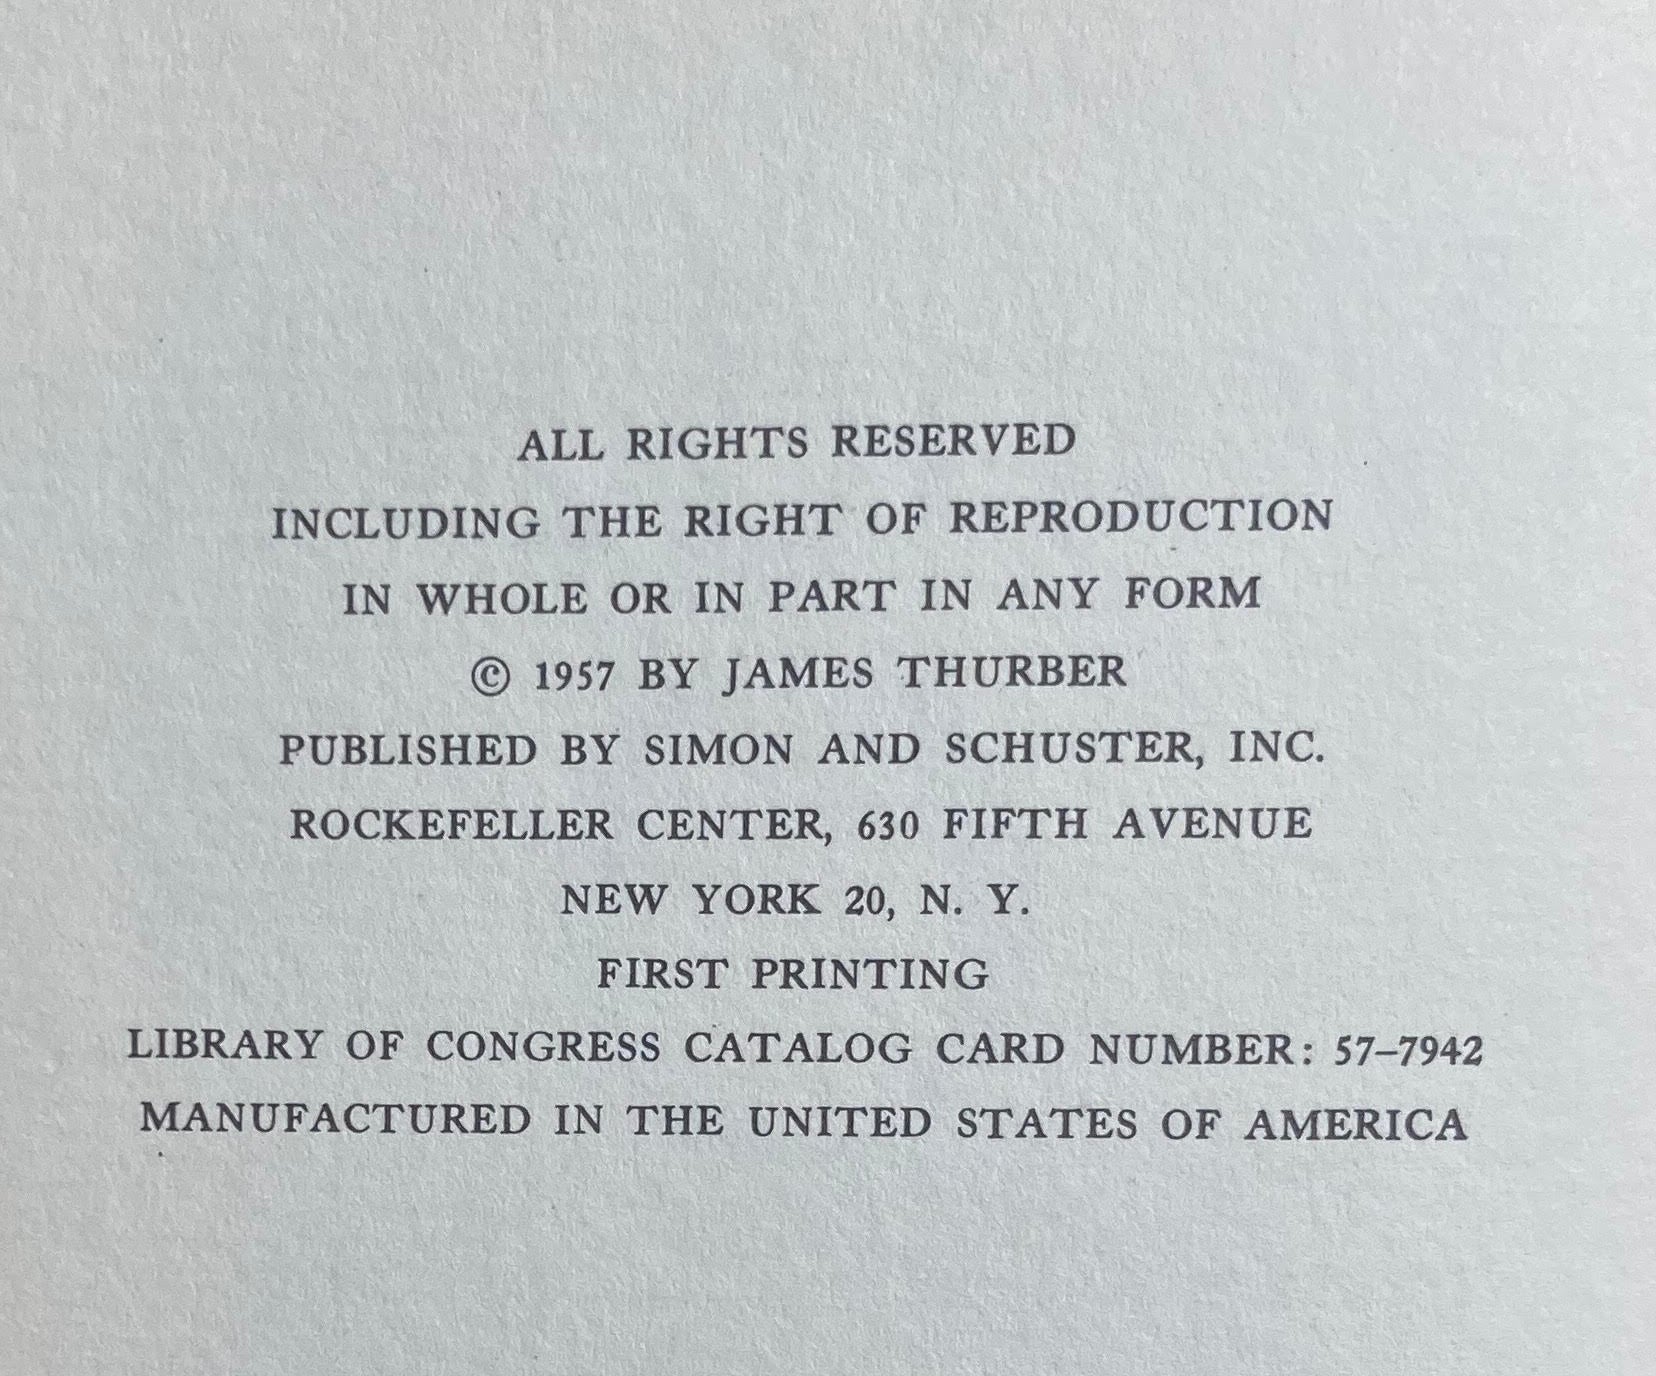 ALL RIGHTS RESERVED
INCLUDING THE RIGHT OF REPRODUCTION
IN WHOLE OR IN PART IN ANY FORM
© 1957 BY JAMES THURBER
PUBLISHED BY SIMON AND SCHUSTER, INC.
ROCKEFELLER CENTER, 630 FIFTH AVENUE
NEW YORK 20, N. Y.
FIRST PRINTING
LIBRARY OF CONGRESS CATALOG CARD NUMBER: 57–7942
MANUFACTURED IN THE UNITED STATES OF AMERICA